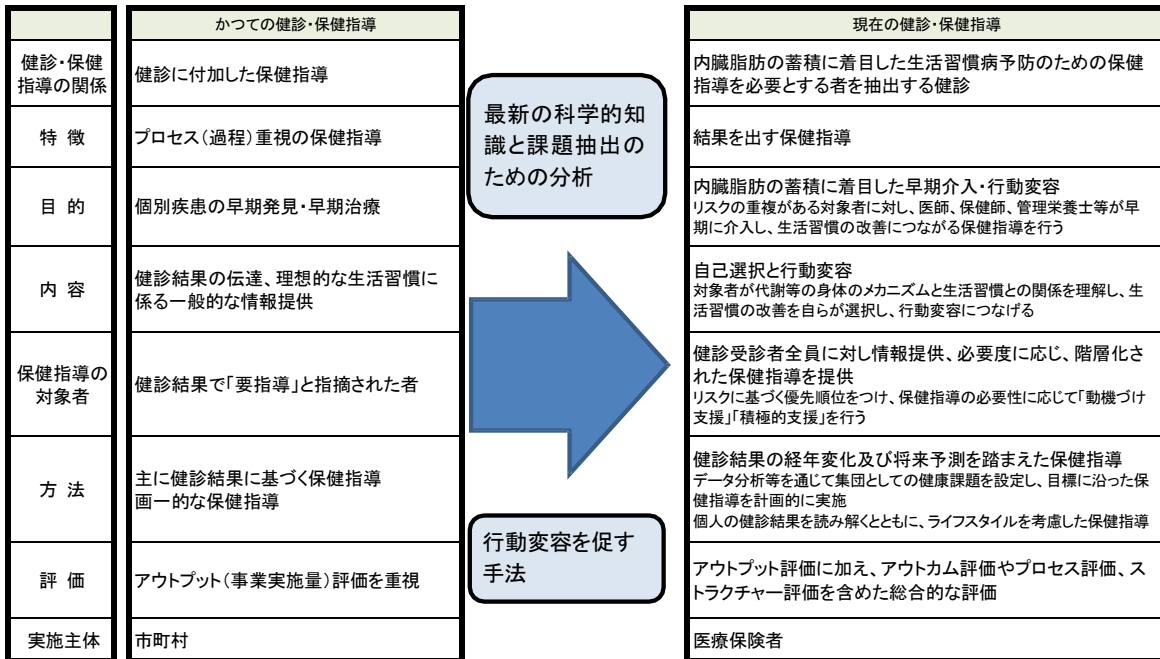 かつての健診・保健指導
現在の健診・保健指導
健診・保健
指導の関係
健診に付加した保健指導
内臓脂肪の蓄積に着目した生活習慣病予防のための保健
指導を必要とする者を抽出する健診
特 徴
プロセス(過程)重視の保健指導
結果を出す保健指導
目 的
個別疾患の早期発見・早期治療
内臓脂肪の蓄積に着目した早期介入・行動変容
リスクの重複がある対象者に対し、医師、保健師、管理栄養士等が早
期に介入し、生活習慣の改善につながる保健指導を行う
内 容
健診結果の伝達、理想的な生活習慣に
係る一般的な情報提供
自己選択と行動変容
対象者が代謝等の身体のメカニズムと生活習慣との関係を理解し、生
活習慣の改善を自らが選択し、行動変容につなげる
保健指導の
対象者
健診結果で「要指導」と指摘された者
健診受診者全員に対し情報提供、必要度に応じ、階層化さ
れた保健指導を提供
リスクに基づく優先順位をつけ、保健指導の必要性に応じて「動機づけ
支援」「積極的支援」を行う
方 法
主に健診結果に基づく保健指導
画一的な保健指導
健診結果の経年変化及び将来予測を踏まえた保健指導
データ分析等を通じて集団としての健康課題を設定し、目標に沿った保
健指導を計画的に実施
個人の健診結果を読み解くとともに、ライフスタイルを考慮した保健指導
評 価
アウトプット(事業実施量)評価を重視
アウトプット評価に加え、アウトカム評価やプロセス評価、ス
トラクチャー評価を含めた総合的な評価
実施主体
市町村
医療保険者
最新の科学的知
識と課題抽出の
ための分析
行動変容を促す
手法